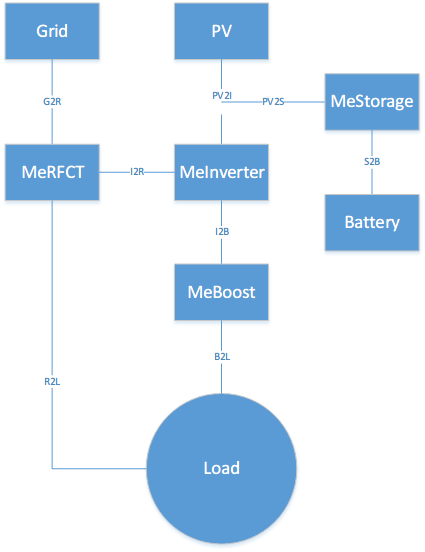 Grid
PV
G2R
PV2I
PV2S
MeStorage
MeRFCT
I2R
MeInverter
S2B
Battery
I2B
MeBoost
B2L
R2L
Load